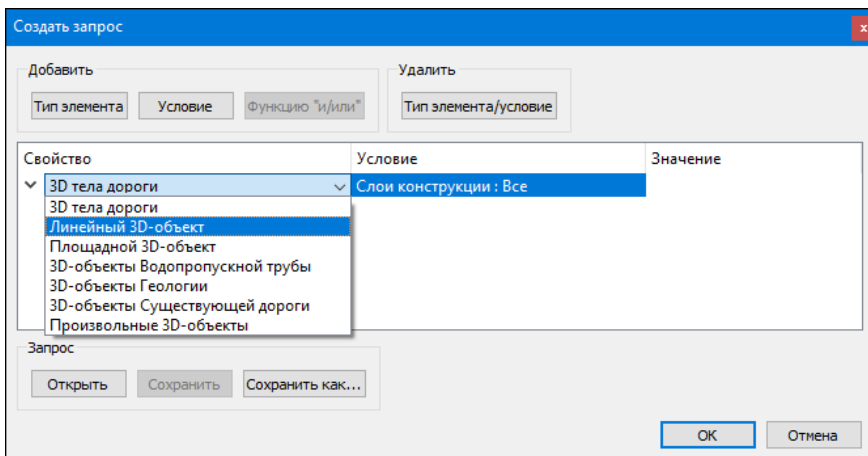 Создать запрос
x
Добавить
Удалить
Тип элемента
Условие
Функцию "и/или"
Тип элемента/условие
Свойство
Условие
Значение
3D тела дороги
Слои конструкции : Все
3D тела дороги
Линейный 3D-объект
Площадной 3D-объект
3D-объекты Водопропускной трубы
3D-объекты Геологии
3D-объекты Существующей дороги
Произвольные 3D-объекты
Запрос
Открыть
Сохранить
Сохранить как...
ОК
Отмена